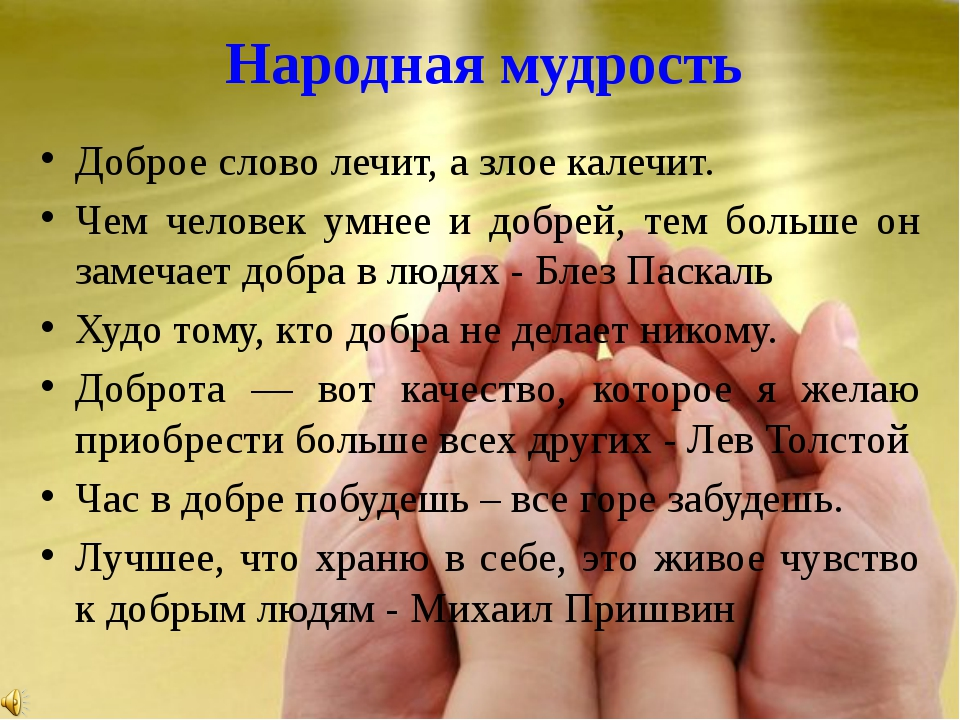 Народная мудрость
• Доброе слово лечит, а злое калечит.
• Чем человек умнее и добрей, тем больше он
замечает добра в людях - Блез Паскаль
• Худо тому, кто добра не делает никому.
• Доброта — вот качество, которое я желаю
приобрести больше всех других - Лев Толстой
• Час в добре побудешь – все горе забудешь.
• Лучшее, что храню в себе, это живое чувство
к добрым людям - Михаил Пришвин